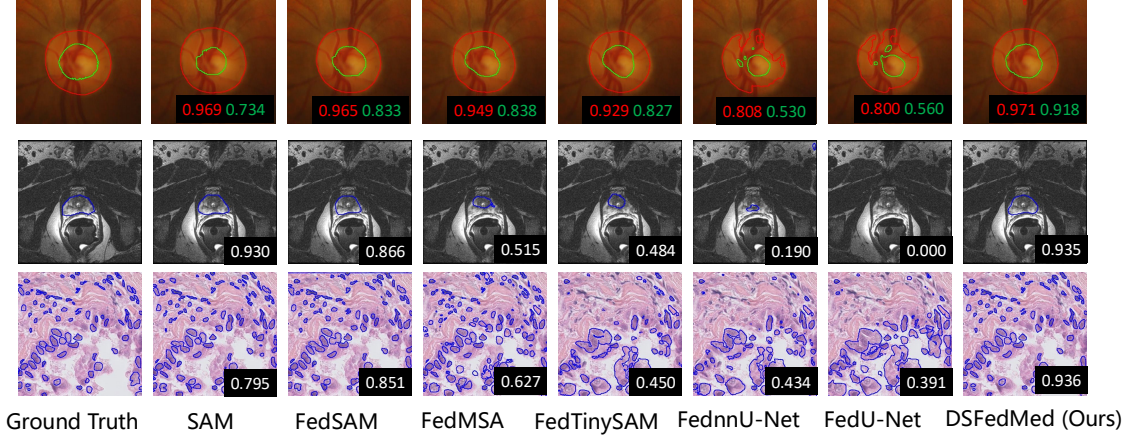 0.969 0.734
0.965 0.833
0.949 0.838
0.929 0.827
0.808 0.530
0.800 0.560
0.971 0.918
0.930
0.866
0.515
0.484
0.190
0.000
0.935
0.795
0.851
0.627
0.450
0.434
0.391
0.936
Ground Truth
SAM
FedSAM
FedMSA
FedTinySAM
FednnU-Net
FedU-Net
DSFedMed (Ours)